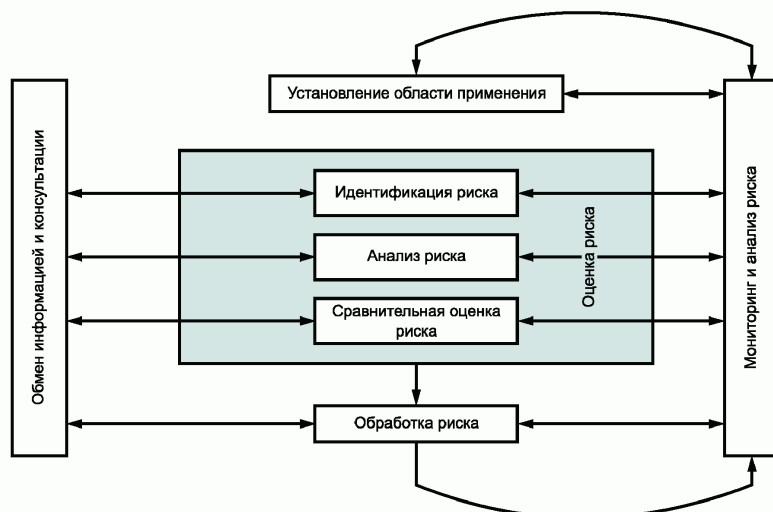 Установление области применения
Обмен информацией и консультации
Идентификация риска
Анализ риска
Сравнительная оценка
риска
Оценка риска
Обработка риска
Мониторинг и анализ риска